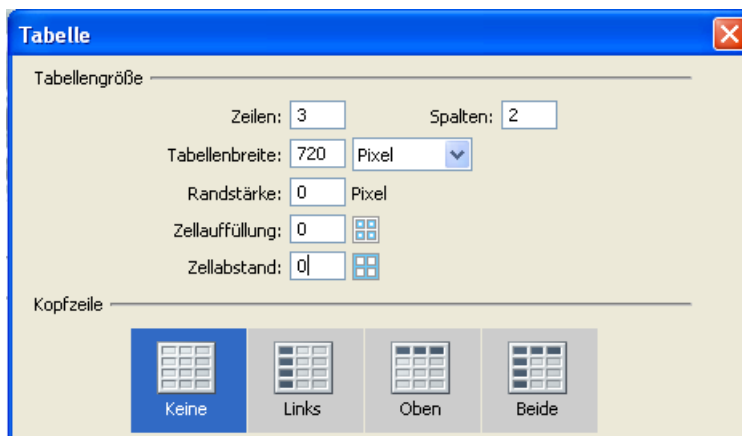 Tabelle
Tabellengröße
Zeilen: 3 Spalten: 2
Tabellenbreite: 720 Pixel
Randstärke: 0 Pixel
Zellauffüllung: 0
Zellabstand: 0
Kopfzeile
Keine Links Oben Beide